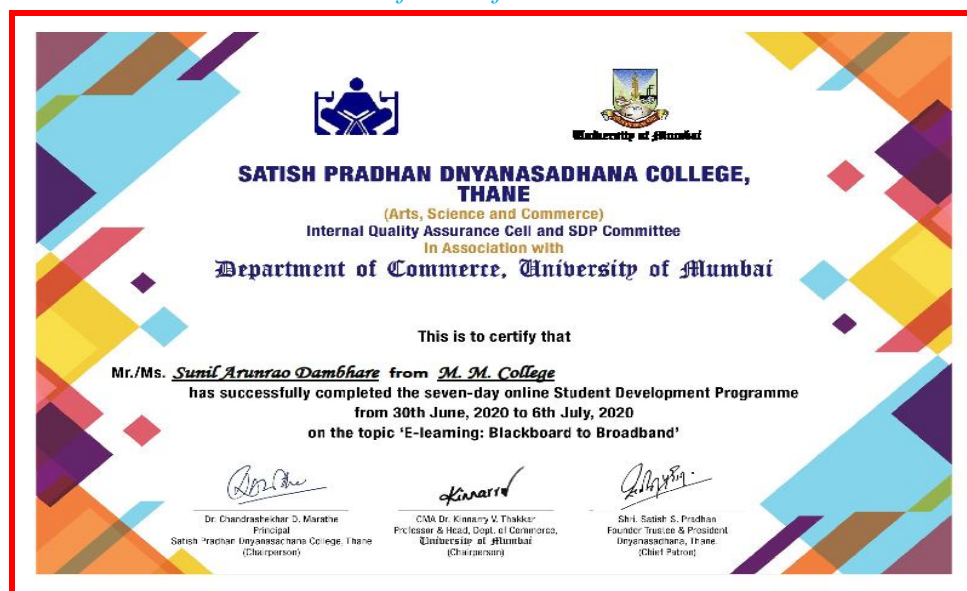 University of Mumbai
SATISH PRADHAN DNYANASADHANA COLLEGE,
THANE
(Arts, Science and Commerce)
Internal Quality Assurance Cell and SDP Committee
In Association with
Department of Commerce, University of Mumbai
This is to certify that
Mr./Ms. Sunil Arunrao Dambhare from M. M. College
has successfully completed the seven-day online Student Development Programme
from 30th June, 2020 to 6th July, 2020
on the topic ‘E-learning: Blackboard to Broadband’
Kinnarry
Dr. Chandrashekhar D. Marathe
Principal
Satish Pradhan Dnyanasadhana College, Thane
(Chairperson)
CMA Dr. Kinnarry V. Thakkar
Professor & Head, Dept. of Commerce,
University of Mumbai
(Chairperson)
Shri. Satish S. Pradhan
Founder Trustee & President
Dnyanasadhana, Thane.
(Chief Patron)